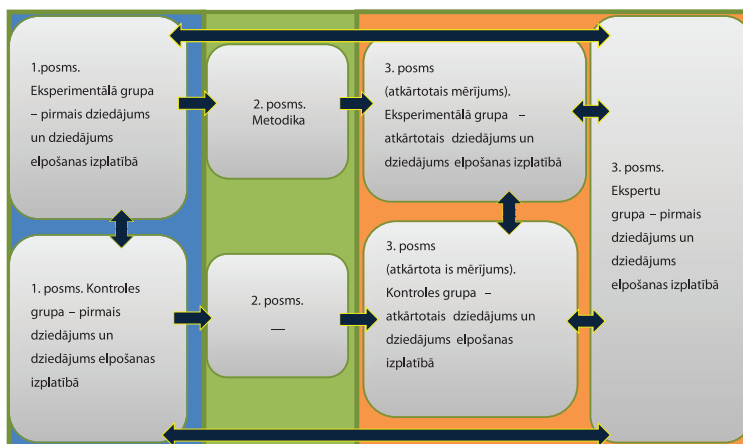 1.posms.
Eksperimentālā grupa
– pirmais dziedājums
un dziedājums
elpošanas izplatībā
2. posms.
Metodika
3. posms
(atkārtotais mērījums).
Eksperimentālā grupa –
atkārtotais dziedājums un
dziedājums elpošanas izplatībā
3. posms.
Ekspertu
grupa – pirmais
dziedājums un
dziedājums
elpošanas izplatībā
1. posms. Kontroles
grupa – pirmais
dziedājums un
dziedājums elpošanas
izplatībā
2. posms.
—
3. posms
(atkārtota is mērījums).
Kontroles grupa –
atkārtotais dziedājums un
dziedājums elpošanas
izplatībā